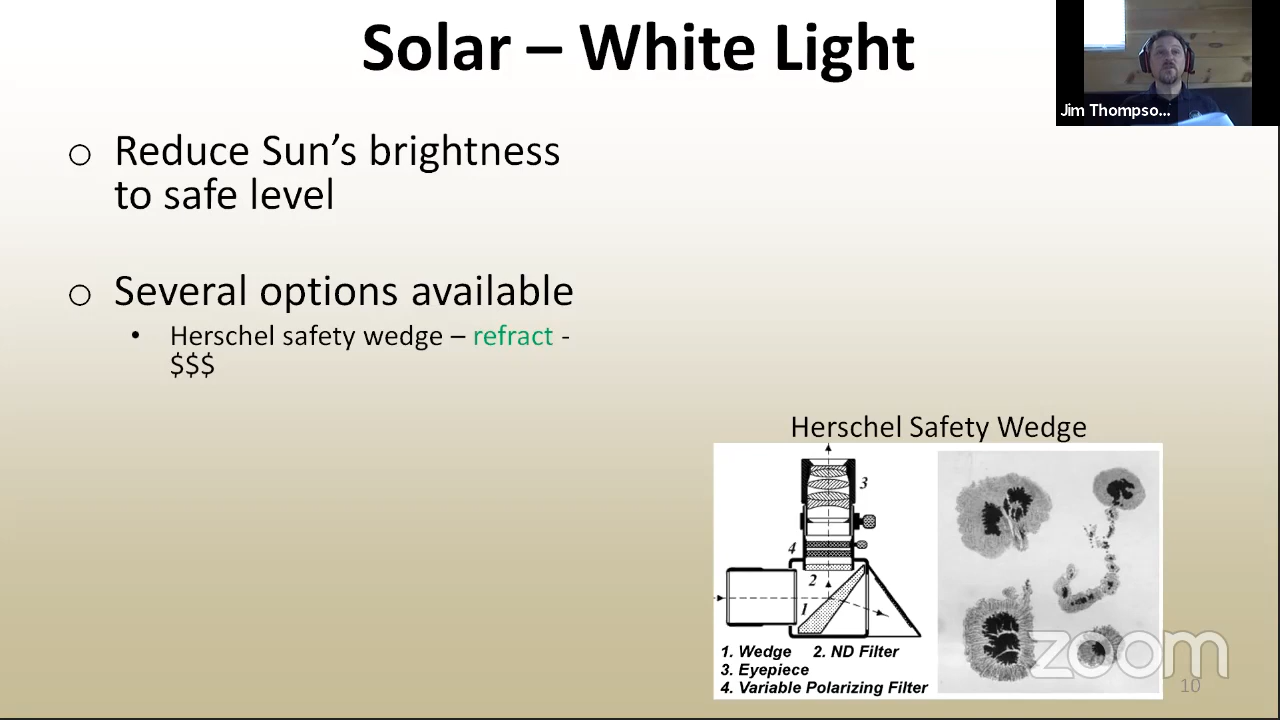 Solar – White Light
Jim Thompso...
o Reduce Sun's brightness
to safe level
o Several options available
• Herschel safety wedge – refract -
$$$
Herschel Safety Wedge
3
4
2
1
1. Wedge 2. ND Filter
3. Eyepiece
4. Variable Polarizing Filter
zoom
10